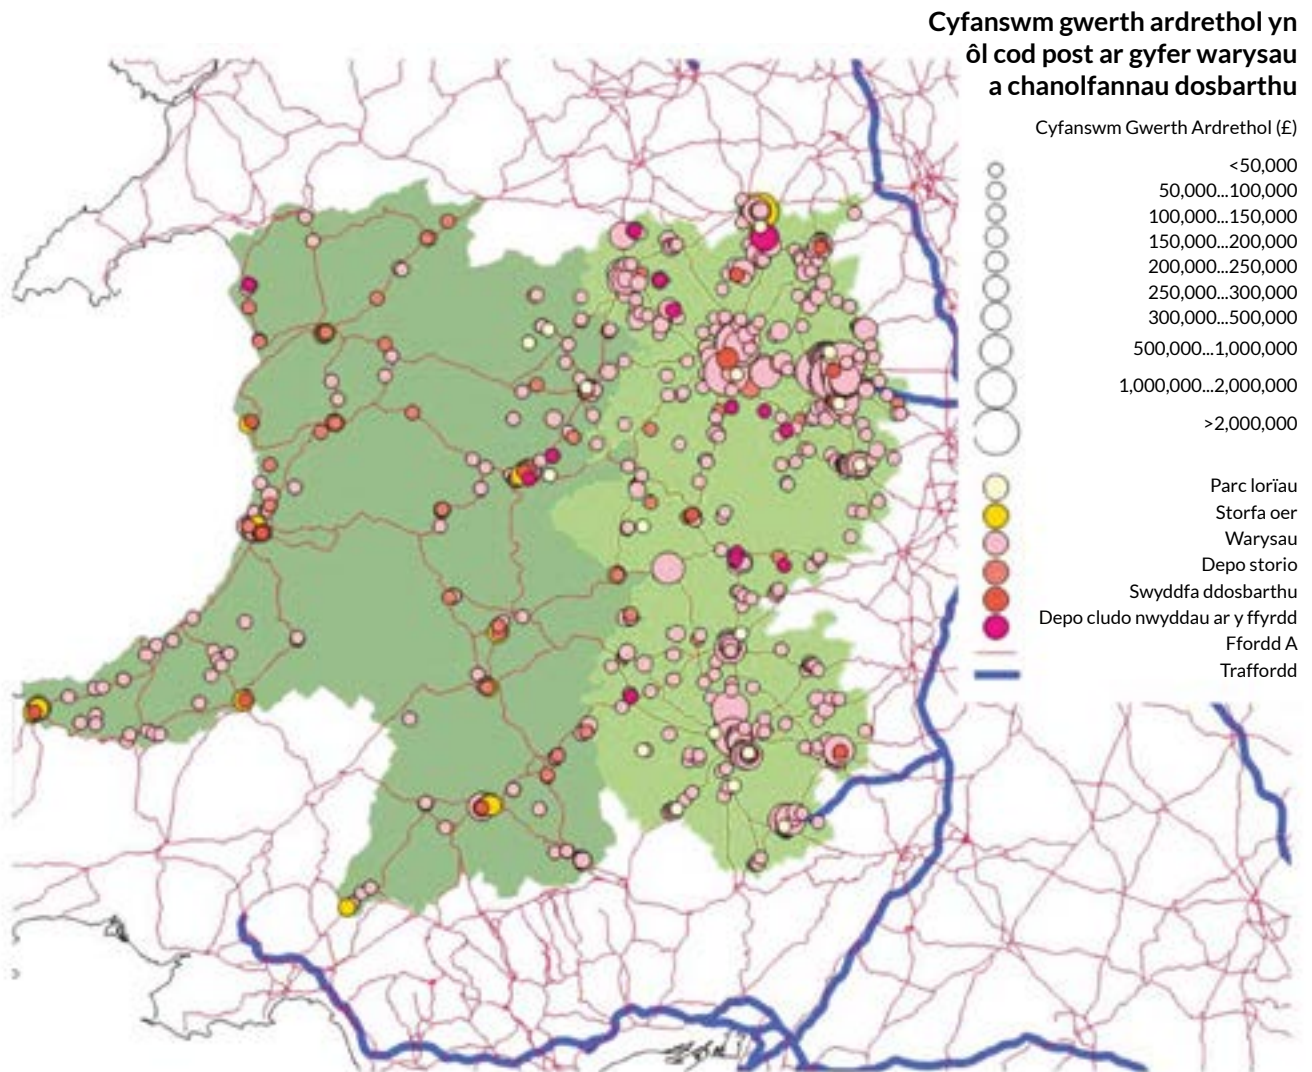 Cyfanswm gwerth ardrethol yn
ôl cod post ar gyfer warysau
a chanolfannau dosbarthu
Cyfanswm Gwerth Ardrethol (£)
<50,000
50,000...100,000
100,000...150,000
150,000...200,000
200,000...250,000
250,000...300,000
300,000...500,000
500,000...1,000,000
1,000,000...2,000,000
>2,000,000
Parc lorïau
Storfa oer
Warysau
Depo storio
Swyddfa ddosbarthu
Depo cludo nwyddau ar y ffyrdd
Ffordd A
Traffordd